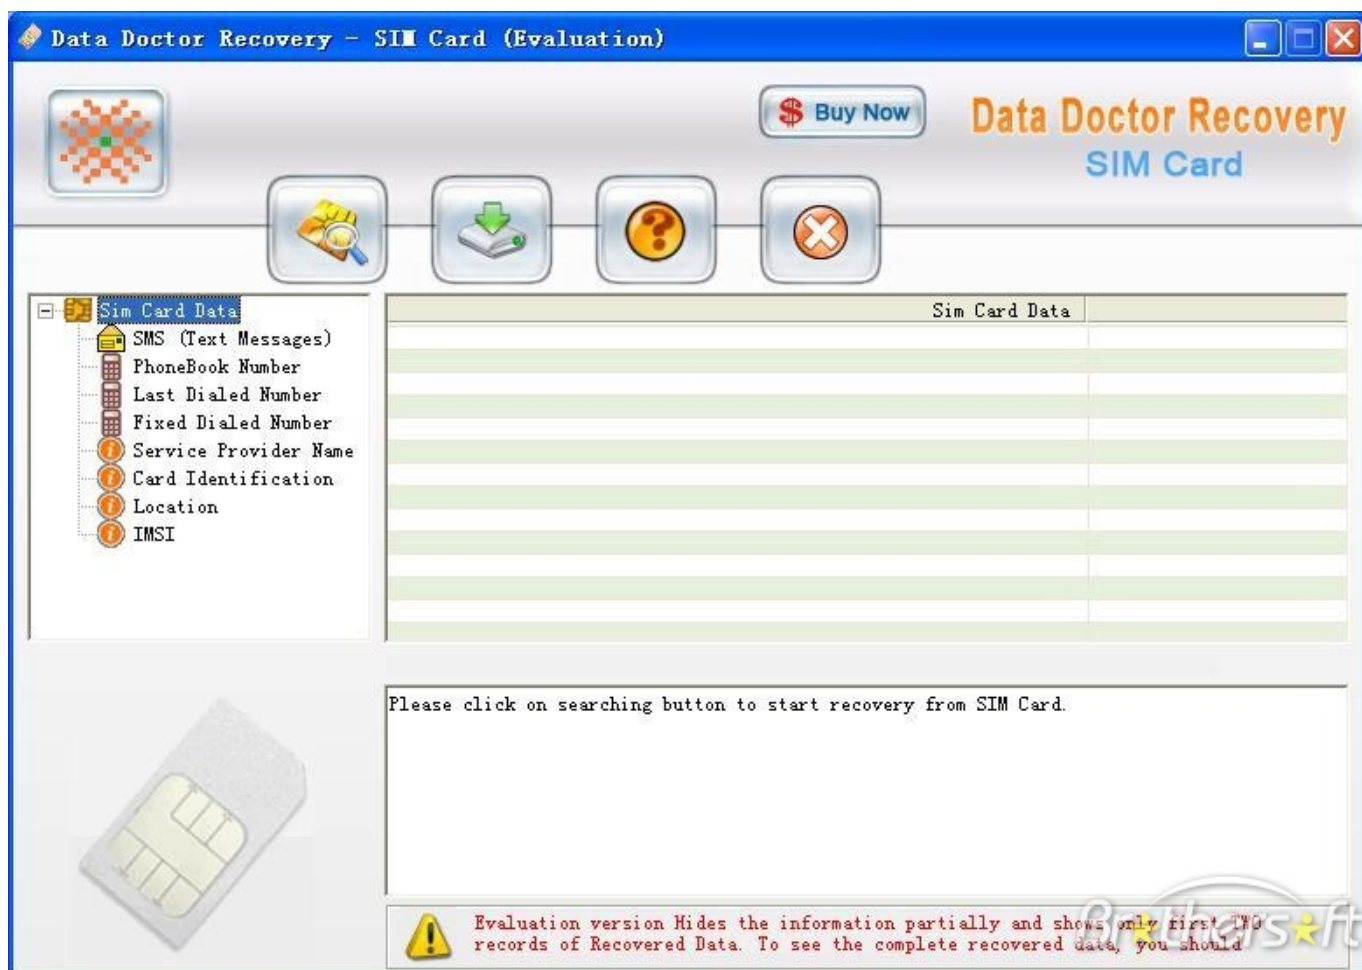 Data Doctor Recovery - SIM Card (Evaluation)
Buy Now
Data Doctor Recovery
SIM Card
Sim Card Data
SMS (Text Messages)
PhoneBook Number
Last Dialed Number
Fixed Dialed Number
Service Provider Name
Card Identification
Location
IMSI
Sim Card Data
Please click on searching button to start recovery from SIM Card.
Evaluation version Hides the information partially and shows only first TWO
records of Recovered Data. To see the complete recovered data, you should
Brothersoft